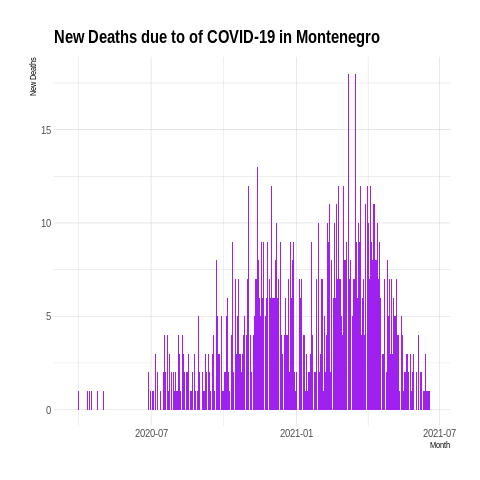 New Deaths due to of COVID-19 in Montenegro
New Deaths
15
10
5
0
2020-07
2021-01
2021-07
Month